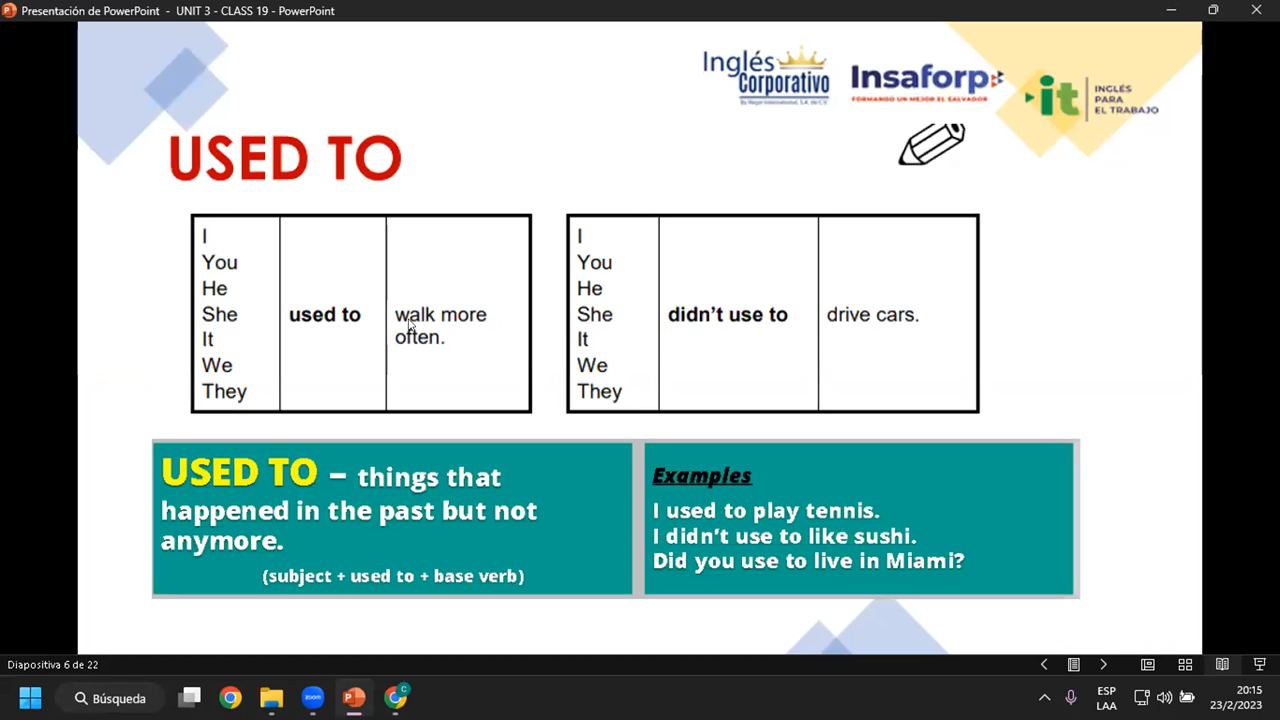 Presentación de PowerPoint - UNIT 3 - CLASS 19 - PowerPoint
Inglés
Corporativo
Insaforp
FORMANDO UN MEJOR EL SALVADOR
it
INGLÉS
PARA
EL TRABAJO
USED TO
I
You
He
She
It
We
They
used to
walk more
often.
I
You
He
She
It
We
They
didn't use to
drive cars.
USED TO – things that
happened in the past but not
anymore.
(subject + used to + base verb)
Examples
I used to play tennis.
I didn't use to like sushi.
Did you use to live in Miami?
Diapositiva 6 de 22
Búsqueda
zoom
C
ESP
LAA
20:15
23/2/2023